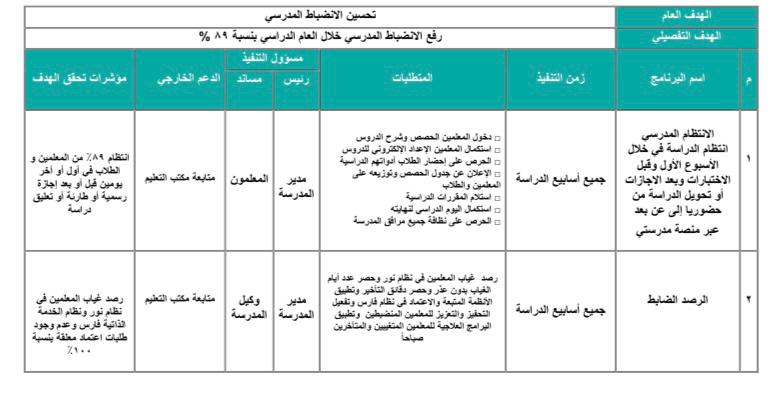 الهدف العام
تحسين الانضباط المدرسي
الهدف التفصيلي
رفع الانضباط المدرسي خلال العام الدراسي بنسبة ٨٩ %
م
اسم البرنامج
زمن التنفيذ
المتطلبات
مسؤول التنفيذ
رئيس
مساند
الدعم الخارجي
مؤشرات تحقق الهدف
١
الانتظام المدرسي
انتظام الدراسة في خلال
الأسبوع الأول وقبل
الاختبارات وبعد الاجازات
أو تحويل الدراسة من
حضوريا إلى عن بعد
عبر منصة مدرستي
جميع أسابيع الدراسة
□ دخول المعلمين الحصص وشرح الدروس
□ استكمال المعلمين الإعداد الإلكتروني للدروس
□ الحرص على إحضار الطلاب أدواتهم الدراسية
□ الإعلان عن جدول الحصص وتوزيعه على
المعلمين والطلاب
□ استلام المقررات الدراسية
□ استكمال اليوم الدراسي لنهايته
□ الحرص على نظافة جميع مرافق المدرسة
مدير
المدرسة
المعلمون
متابعة مكتب التعليم
انتظام ٨٩٪ من المعلمين و
الطلاب في أول أو آخر
يومين قبل أو بعد إجازة
رسمية أو طارئة أو تعليق
دراسة
٢
الرصد الضابط
جميع أسابيع الدراسة
رصد غياب المعلمين في نظام نور وحصر عدد أيام
الغياب بدون عذر وحصر دقائق التأخير وتطبيق
الأنظمة المتبعة والاعتماد في نظام فارس وتفعيل
التحفيز والتعزيز للمعلمين المنضبطين وتطبيق
البرامج العلاجية للمعلمين المتغيبين والمتأخرين
صباحاً
مدير
المدرسة
وكيل
المدرسة
متابعة مكتب التعليم
رصد غياب المعلمين في
نظام نور ونظام الخدمة
الذاتية فارس وعدم وجود
طلبات اعتماد معلقة بنسبة
١٠٠٪